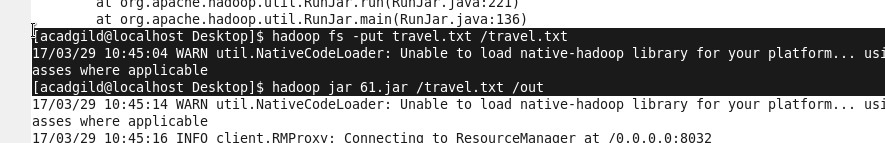 at org.apache.hadoop.util.RunJar.run(RunJar.java:221)
at org.apache.hadoop.util.RunJar.main(RunJar.java:136)
[acadgild@localhost Desktop]$ hadoop fs -put travel.txt /travel.txt
17/03/29 10:45:04 WARN util.NativeCodeLoader: Unable to load native-hadoop library for your platform... usi
asses where applicable
[acadgild@localhost Desktop]$ hadoop jar 61.jar /travel.txt /out
17/03/29 10:45:14 WARN util.NativeCodeLoader: Unable to load native-hadoop library for your platform... usi
asses where applicable
17/03/29 10:45:16 INFO client.RMProxy: Connecting to ResourceManager at /0.0.0.0:8032